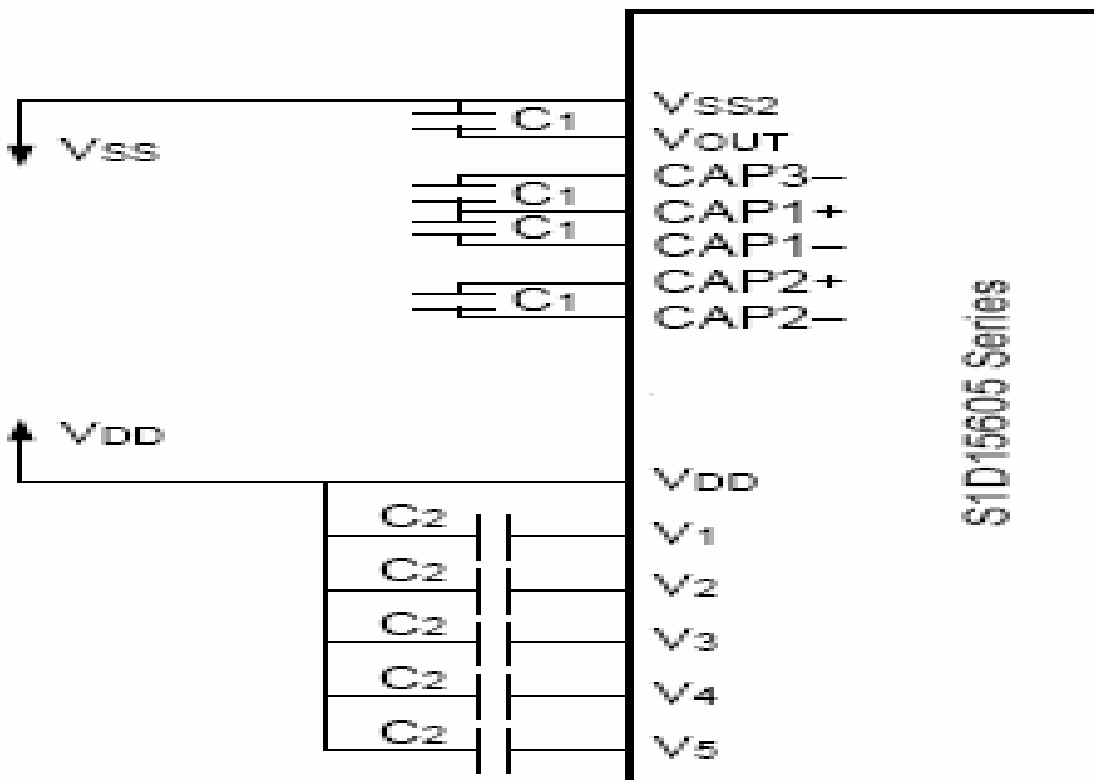 VSS2
C1
VOUT
VSS
CAP3−
C1
CAP1+
C1
CAP1−
CAP2+
C1
CAP2−
S1D15605 Series
VDD
VDD
C2
V1
C2
V2
C2
V3
C2
V4
C2
V5